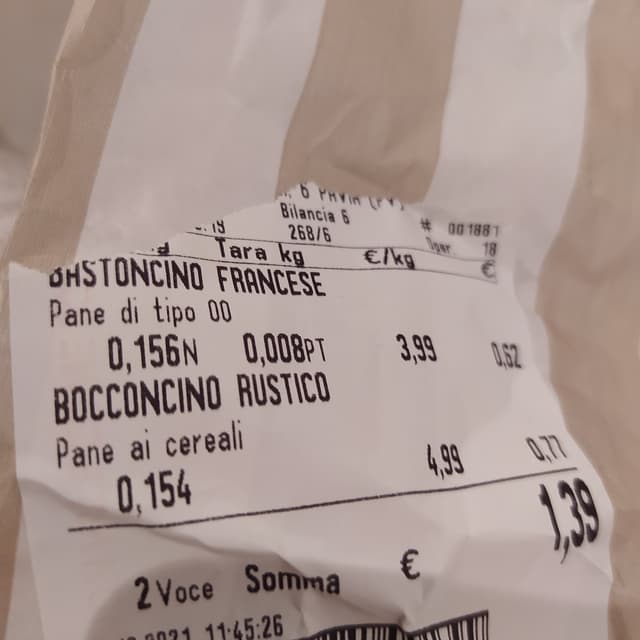 Bilancia 6 # 001881
268/6 Oper. 18
Tara kg €/kg €
BASTONCINO FRANCESE
Pane di tipo 00
0,156N 0,008PT 3,99 0,62
BOCCONCINO RUSTICO
Pane ai cereali
0,154 4,99 0,77
1,39
2 Voce Somma €
11:45:26